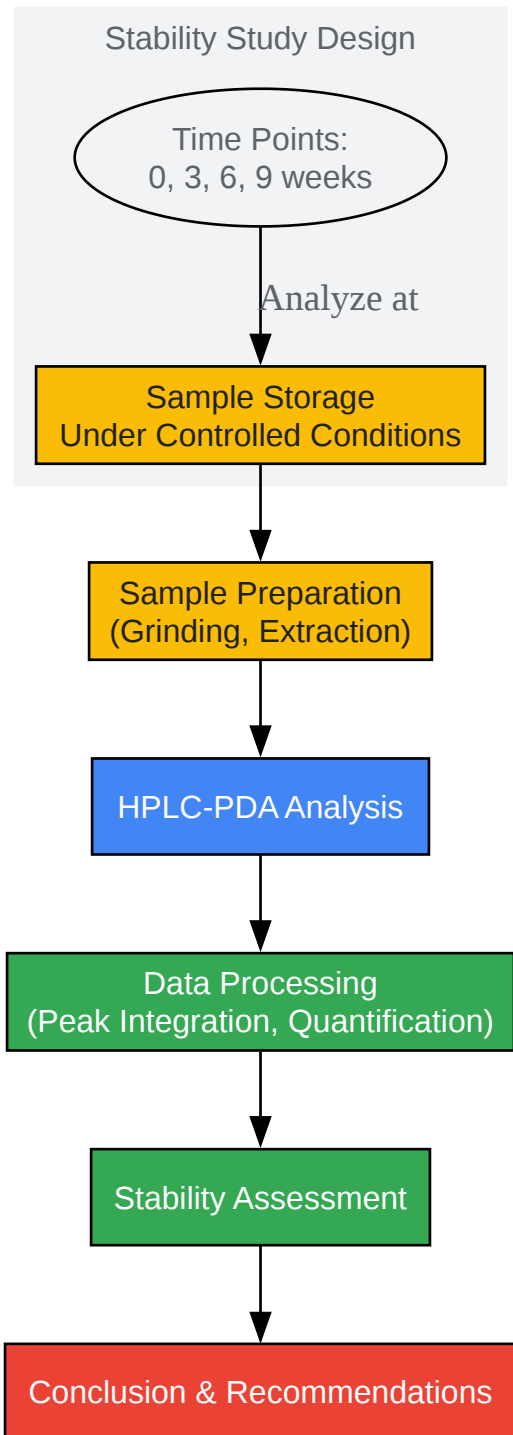 Stability Study Design
Time Points:
0, 3, 6, 9 weeks
Analyze at
Sample Storage
Under Controlled Conditions
Sample Preparation
(Grinding, Extraction)
HPLC-PDA Analysis
Data Processing
(Peak Integration, Quantification)
Stability Assessment
Conclusion & Recommendations